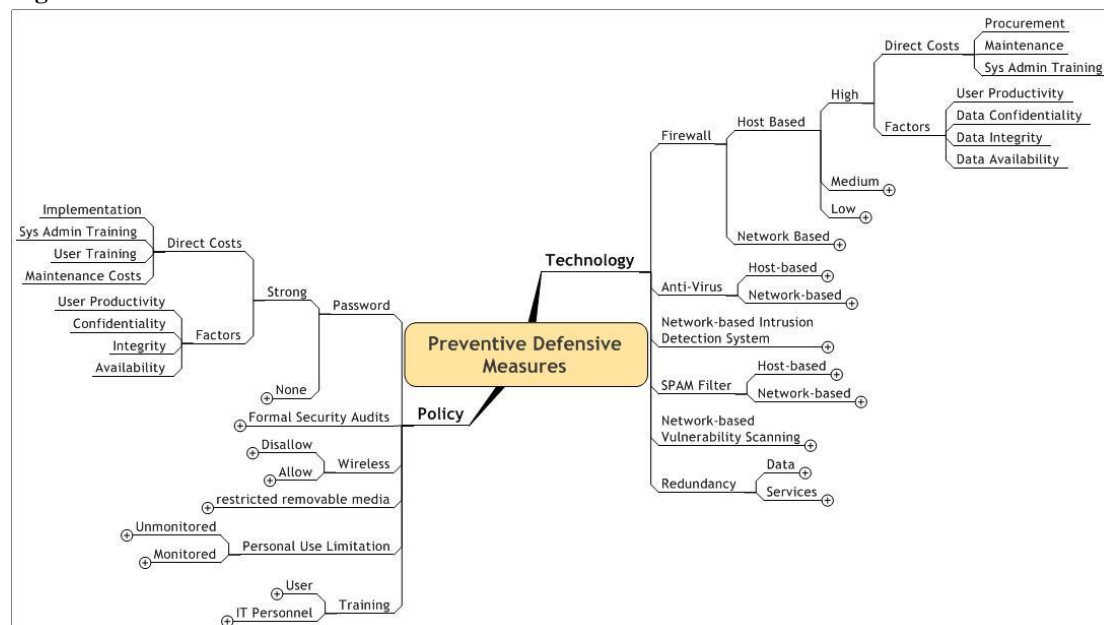 Procurement
Direct Costs
Maintenance
Sys Admin Training
High
User Productivity
Data Confidentiality
Factors
Data Integrity
Data Availability
Host Based
Firewall
Medium
Low
Network Based
Technology
Host-based
Anti-Virus
Network-based
Network-based Intrusion
Detection System
Host-based
SPAM Filter
Network-based
Network-based
Vulnerability Scanning
Data
Redundancy
Services
Preventive Defensive
Measures
Implementation
Sys Admin Training
Direct Costs
User Training
Maintenance Costs
Strong
Password
User Productivity
Confidentiality
Factors
Integrity
Availability
None
Policy
Formal Security Audits
Disallow
Wireless
Allow
restricted removable media
Unmonitored
Personal Use Limitation
Monitored
User
Training
IT Personnel